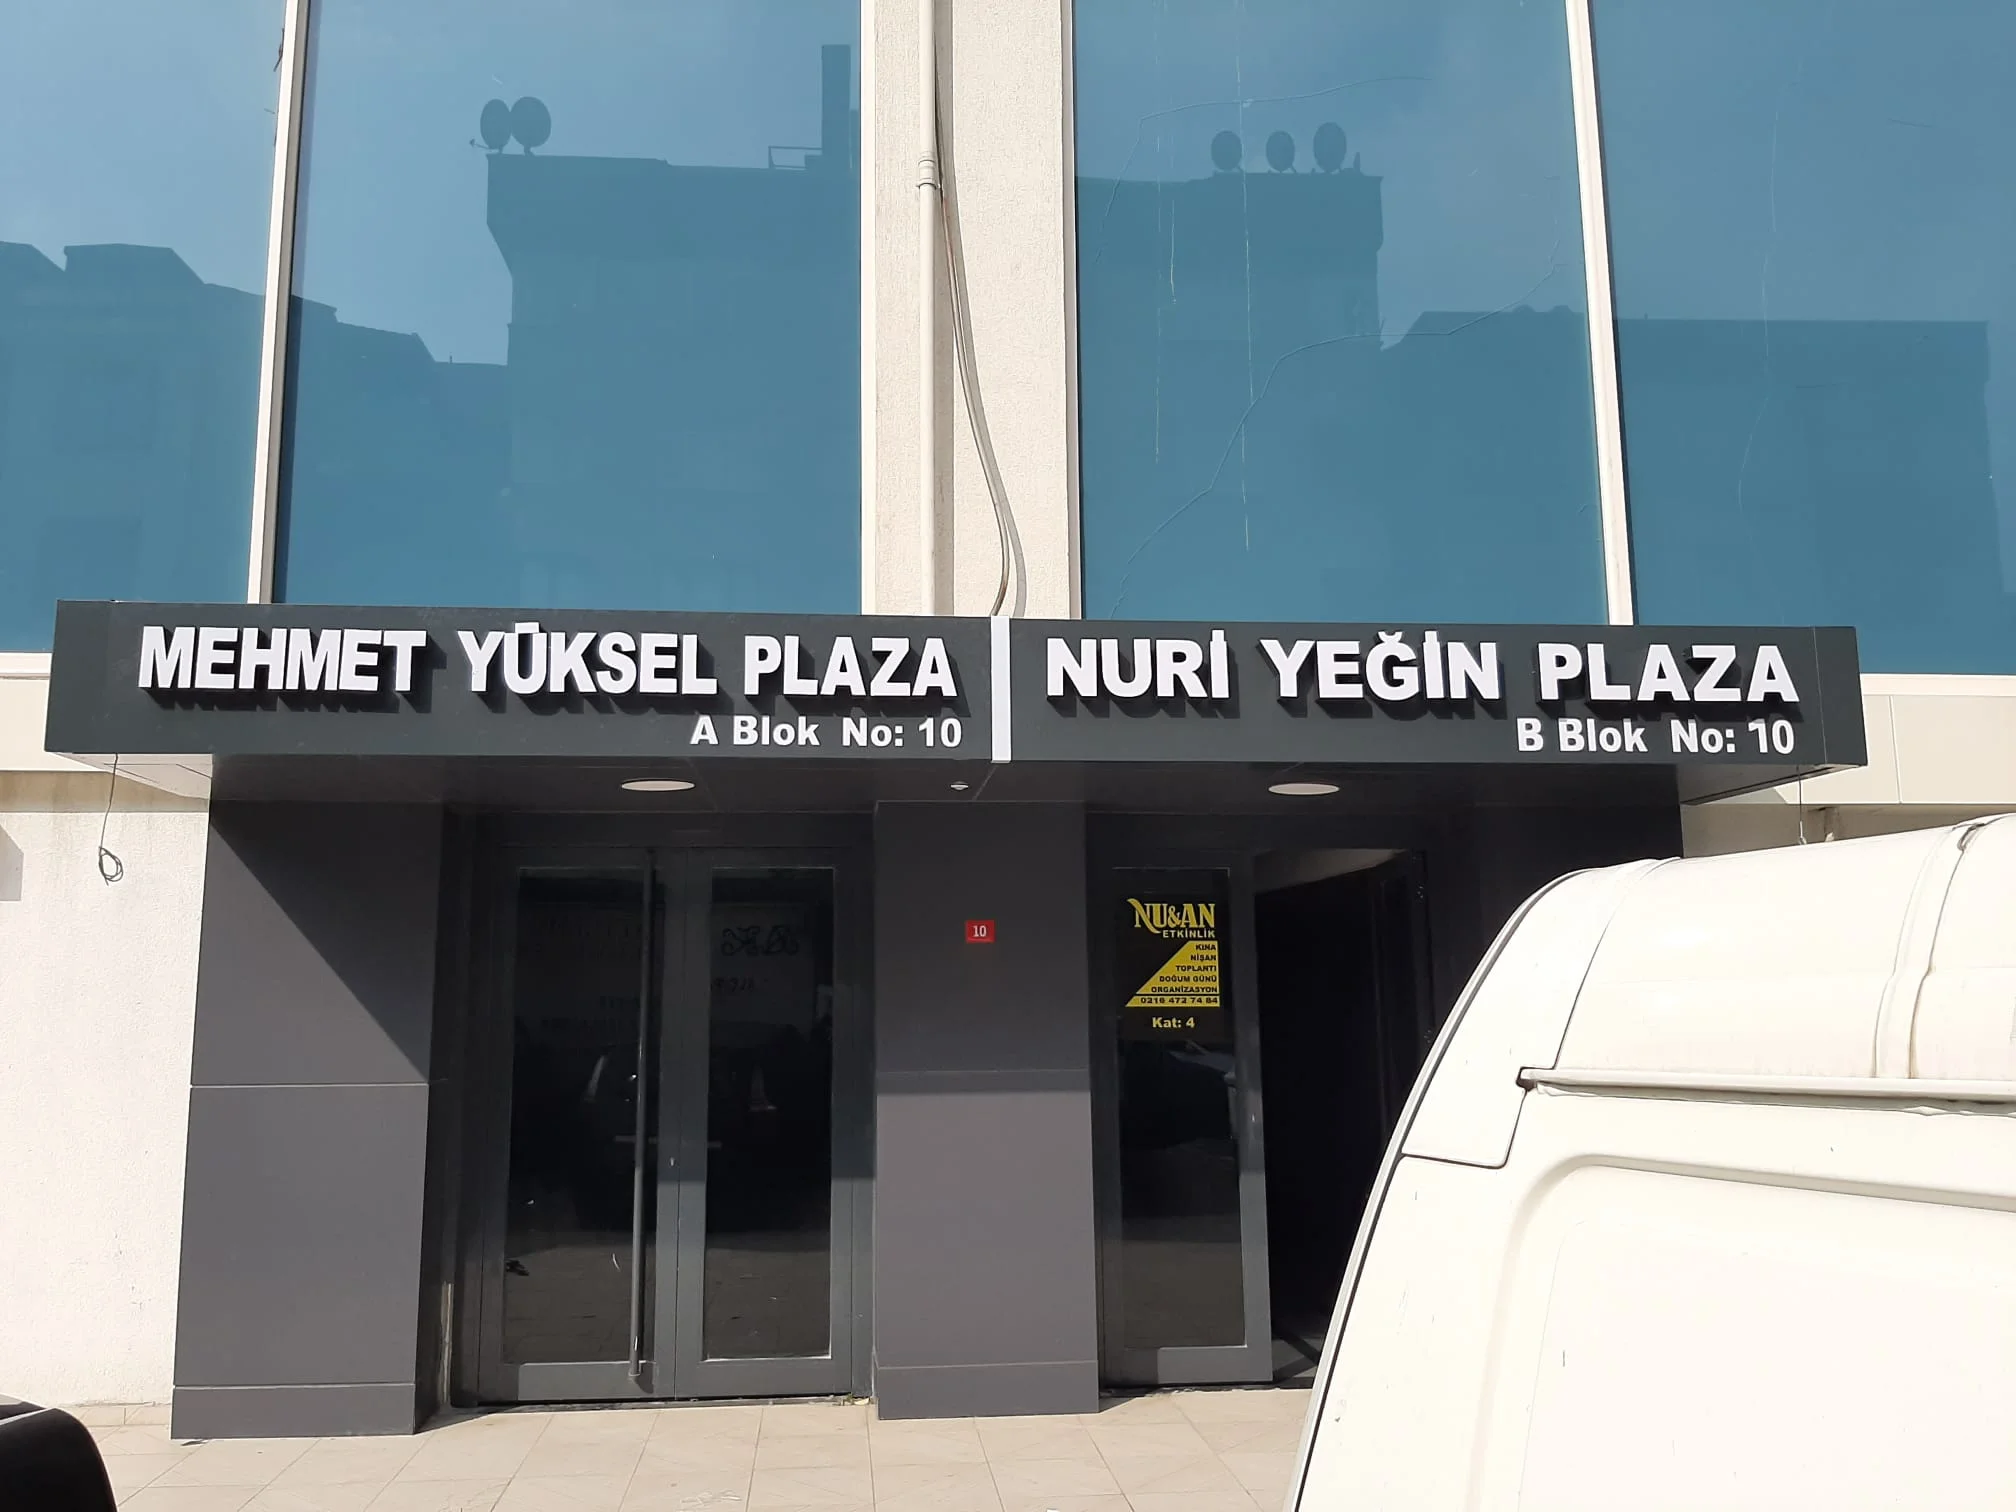 MEHMET YÜKSEL PLAZA
A Blok No: 10
NURİ YEĞİN PLAZA
B Blok No: 10
10
NU&AN
ETKİNLİK
KINA
NİŞAN
TOPLANTI
DOĞUM GÜNÜ
ORGANİZASYON
0216 472 74 84
Kat: 4